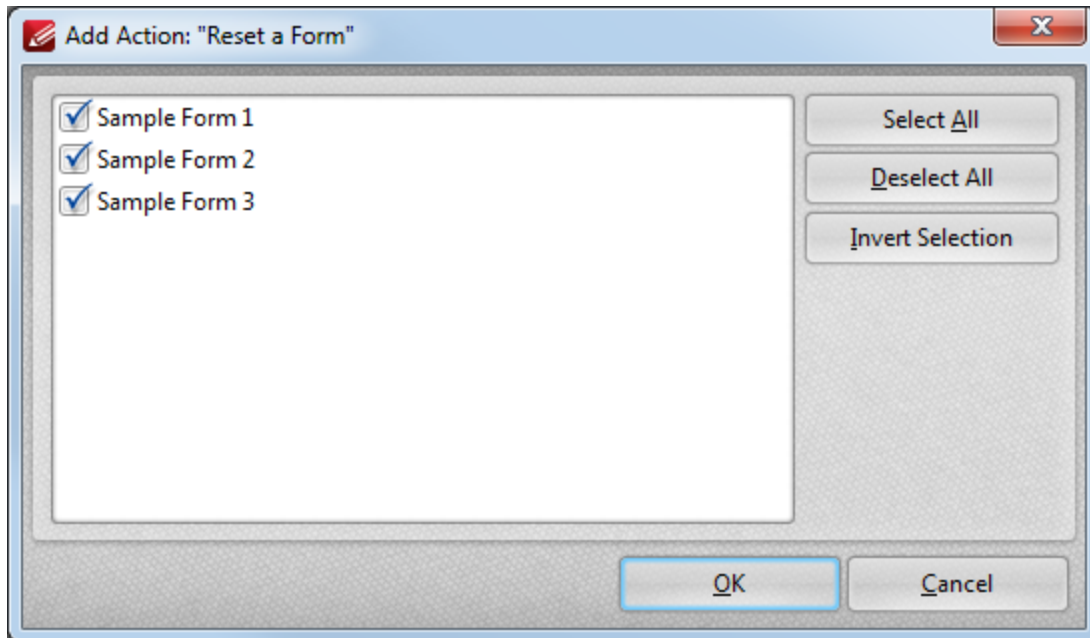 Add Action: "Reset a Form"
Sample Form 1
Sample Form 2
Sample Form 3
Select All
Deselect All
Invert Selection
OK
Cancel